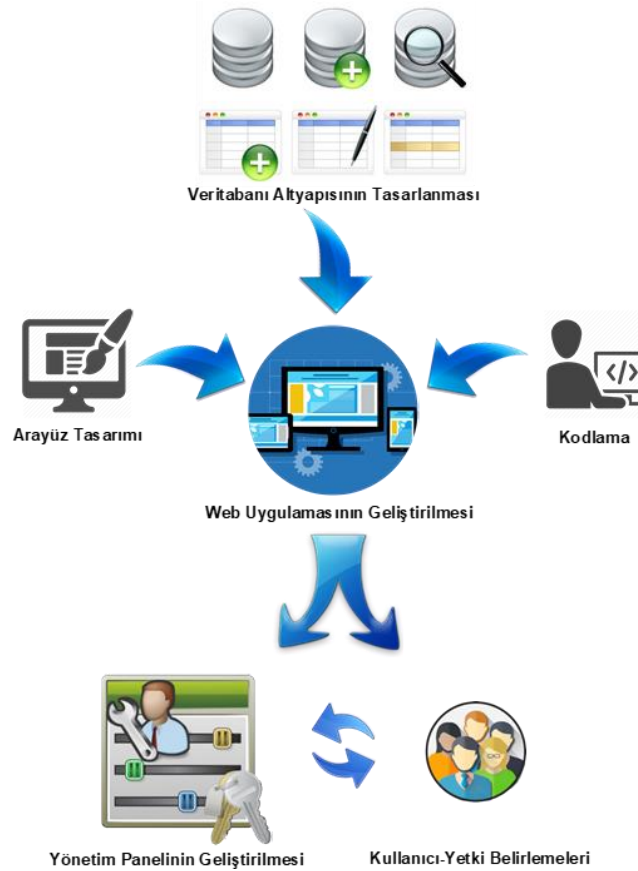 Veritabanı Altyapısının Tasarlanması
Arayüz Tasarımı
</>
Kodlama
Web Uygulamasının Geliştirilmesi
Yönetim Panelinin Geliştirilmesi
Kullanıcı-Yetki Belirlemeleri